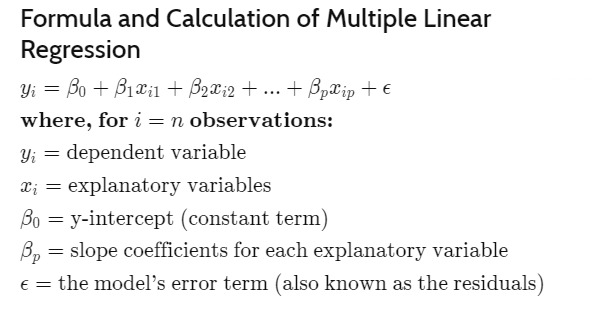 Formula and Calculation of Multiple Linear
Regression
yᵢ = β₀ + β₁xᵢ₁ + β₂xᵢ₂ + ... + βₚxᵢₚ + ϵ
where, for i = n observations:
yᵢ = dependent variable
xᵢ = explanatory variables
β₀ = y-intercept (constant term)
βₚ = slope coefficients for each explanatory variable
ϵ = the model's error term (also known as the residuals)